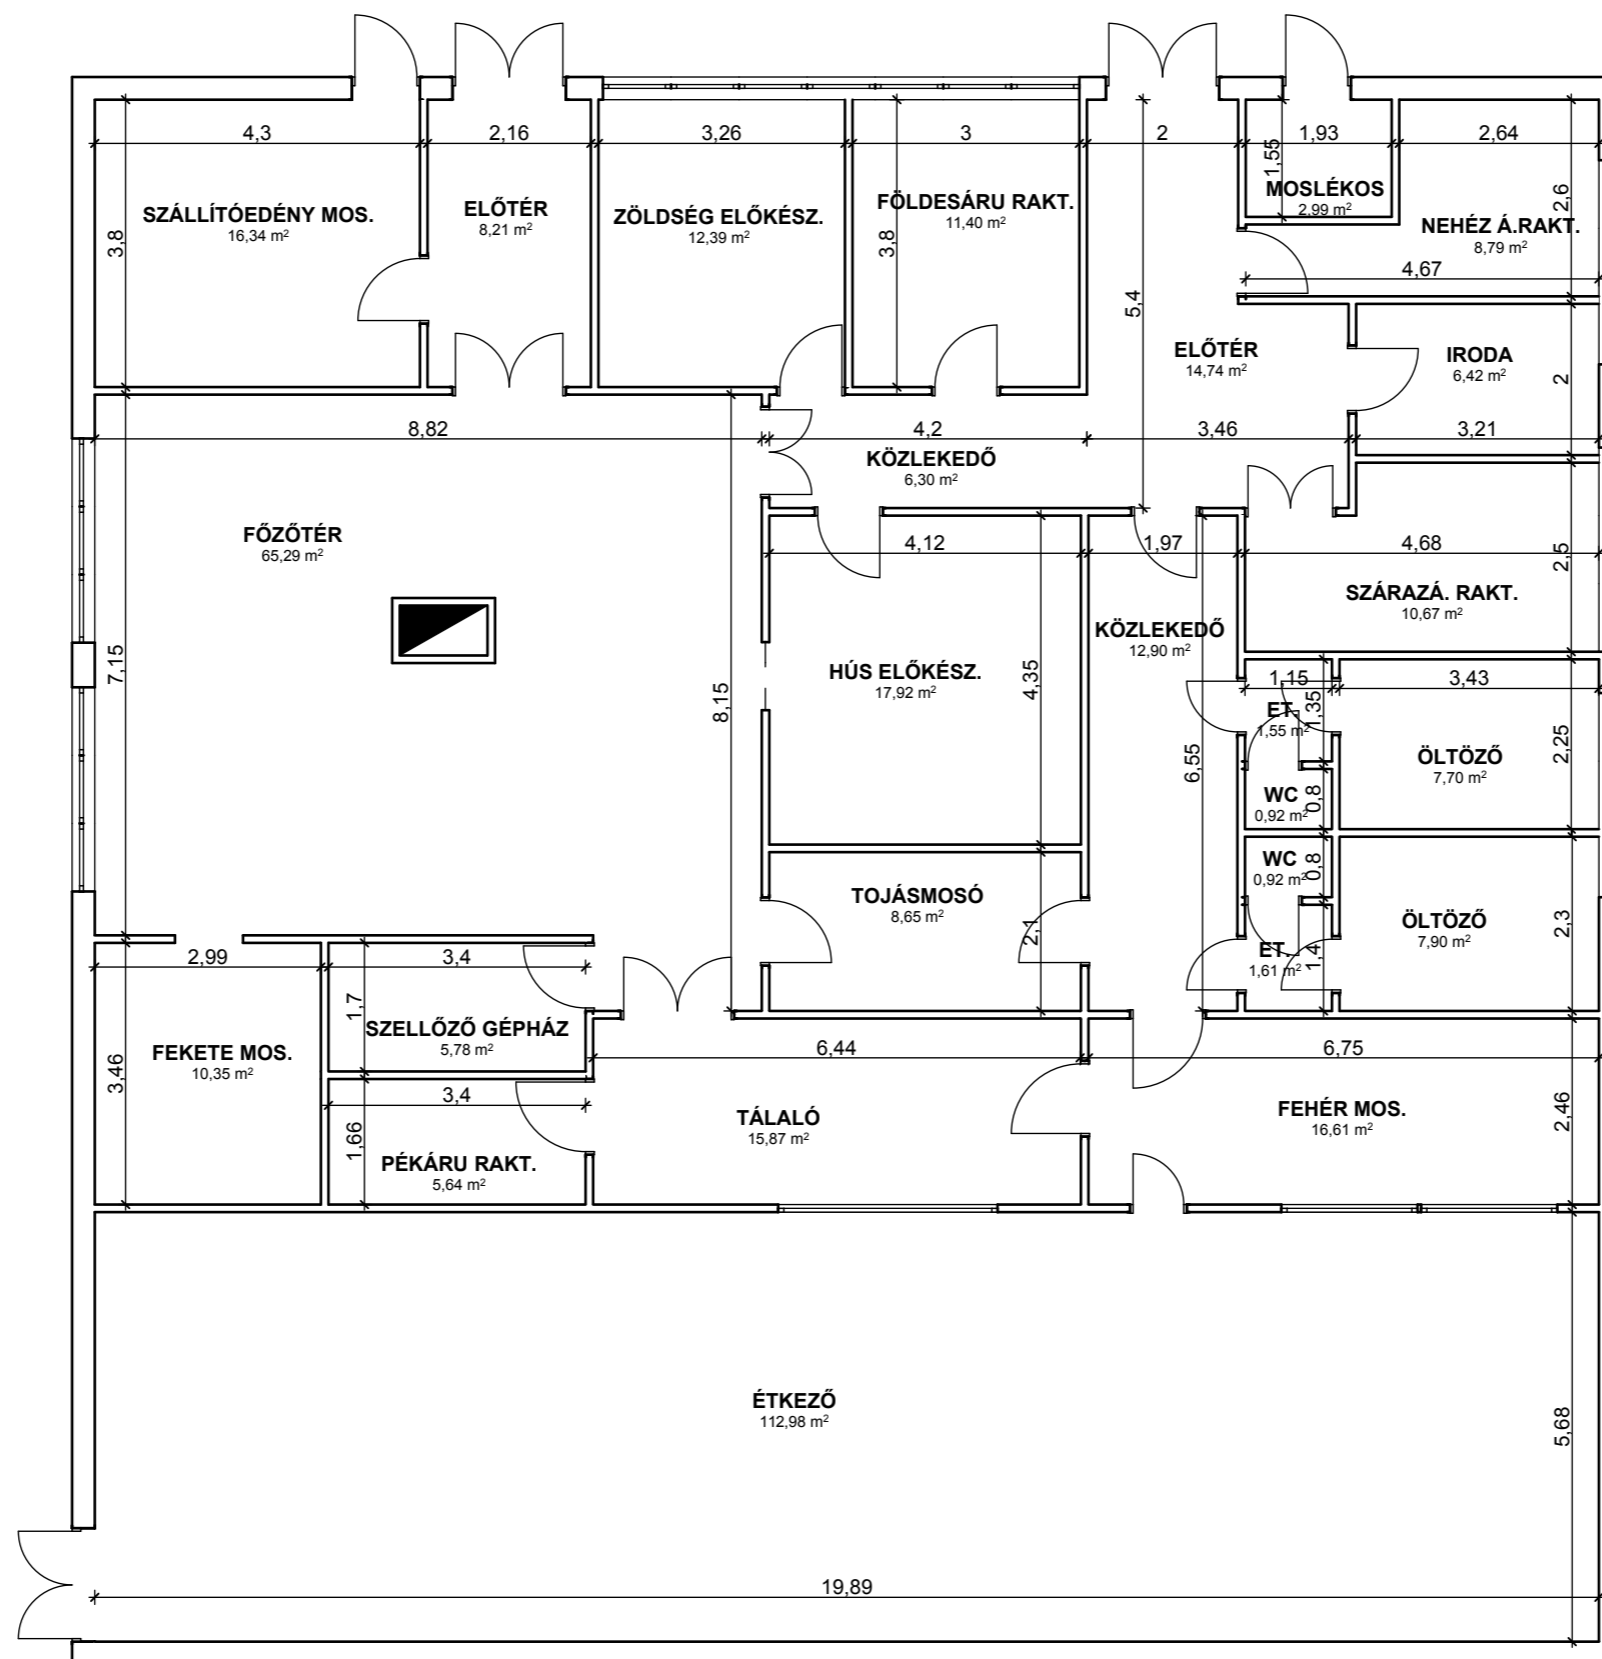 4,3
2,16
3,26
3
2
1,93
2,64
1,55
3,8
SZÁLLÍTÓEDÉNY MOS.
16,34 m²
ELŐTÉR
8,21 m²
ZÖLDSÉG ELŐKÉSZ.
12,39 m²
FÖLDESÁRU RAKT.
11,40 m²
3,8
MOSLÉKOS
2,99 m²
2,6
NEHÉZ Á.RAKT.
8,79 m²
4,67
5,4
ELŐTÉR
14,74 m²
IRODA
6,42 m²
2
8,82
4,2
3,46
3,21
KÖZLEKEDŐ
6,30 m²
FŐZŐTÉR
65,29 m²
4,12
1,97
4,68
2,5
SZÁRAZÁ. RAKT.
10,67 m²
KÖZLEKEDŐ
12,90 m²
7,15
8,15
HÚS ELŐKÉSZ.
17,92 m²
4,35
6,55
1,15
3,43
ET.
1,55 m²
1,35
ÖLTÖZŐ
7,70 m²
2,25
WC
0,92 m²
0,8
WC
0,92 m²
0,8
TOJÁSMOSÓ
8,65 m²
2,1
ET.
1,61 m²
1,4
ÖLTÖZŐ
7,90 m²
2,3
2,99
3,4
1,7
SZELLŐZŐ GÉPHÁZ
5,78 m²
6,44
6,75
FEKETE MOS.
10,35 m²
3,46
3,4
1,66
PÉKÁRU RAKT.
5,64 m²
TÁLALÓ
15,87 m²
FEHÉR MOS.
16,61 m²
2,46
ÉTKEZŐ
112,98 m²
5,68
19,89